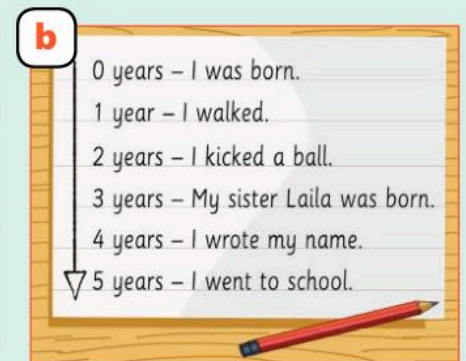 b
0 years – I was born.
1 year – I walked.
2 years – I kicked a ball.
3 years – My sister Laila was born.
4 years – I wrote my name.
5 years – I went to school.